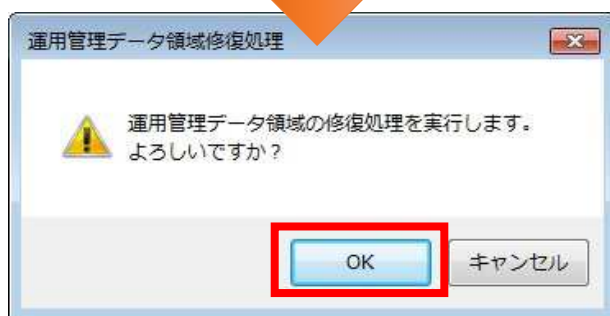 運用管理データ領域修復処理
運用管理データ領域の修復処理を実行します。
よろしいですか？
OK
キャンセル